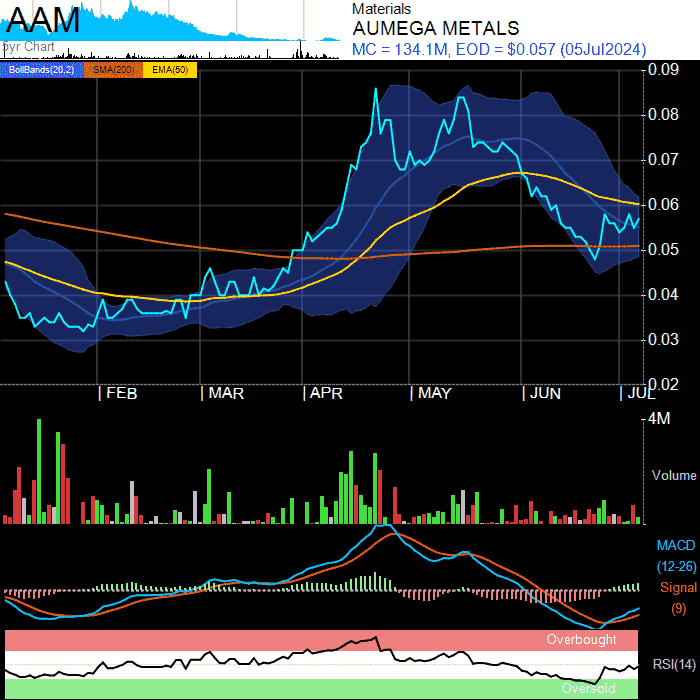 AAM
5yr Chart
Materials
AUMEGA METALS
MC = 134.1M, EOD = $0.057 (05Jul2024)
BollBands(20,2) SMA(200) EMA(50)
0.09
0.08
0.07
0.06
0.05
0.04
0.03
0.02
FEB MAR APR MAY JUN JUL
4M
Volume
MACD
(12-26)
Signal
(9)
Overbought
RSI(14)
Oversold